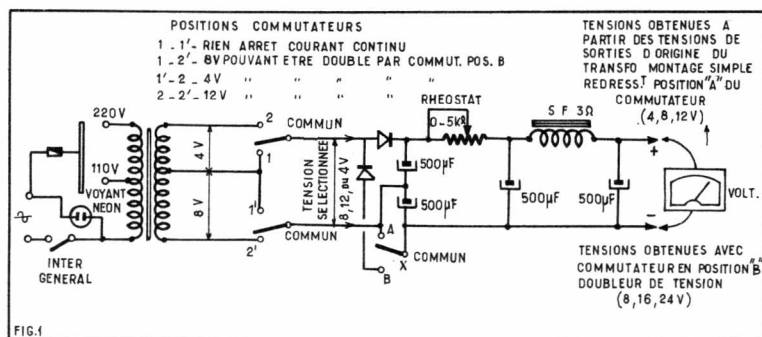 POSITIONS COMMUTATEURS
1_1'- RIEN ARRET COURANT CONTINU
1-2'- 8V POUVANT ETRE DOUBLE PAR COMMUT. POS. B
1'-2 _ 4V " " " "
2-2'- 12V " " " "
TENSIONS OBTENUES A
PARTIR DES TENSIONS DE
SORTIES D'ORIGINE DU
TRANSFO MONTAGE SIMPLE
REDRESS.T POSITION "A" DU
COMMUTATEUR
(4,8,12V)
220V
110V
VOYANT
NEON
INTER
GENERAL
4V
8V
2
1
1'
2'
COMMUN
COMMUN
TENSION
SELECTIONNEE
8,12,ou 4V
RHEOSTAT
0-5kΩ
500µF
500µF
A
B
X
COMMUN
S F 3Ω
500µF
500µF
+
-
VOLT.
TENSIONS OBTENUES AVEC
COMMUTATEUR EN POSITION "B"
DOUBLEUR DE TENSION
(8,16,24V)
FIG.1